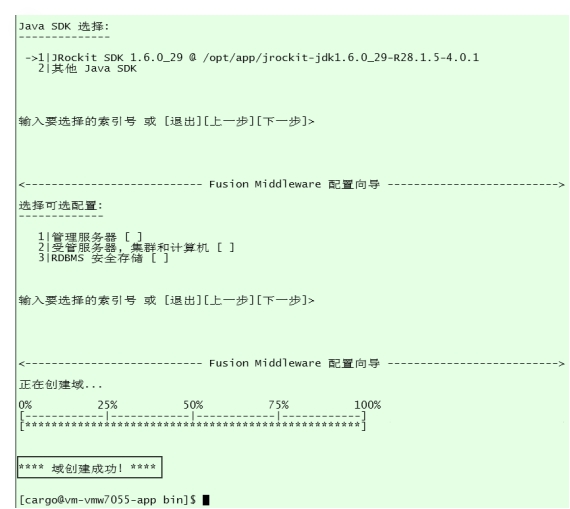 Java SDK 选择:
--------------
->1|JRockit SDK 1.6.0_29 @ /opt/app/jrockit-jdk1.6.0_29-R28.1.5-4.0.1
2|其他 Java SDK
输入要选择的索引号 或 [退出][上一步][下一步]>
<--------------------------- Fusion Middleware 配置向导 -------------------------->
选择可选配置:
-------------
1|管理服务器 [ ]
2|受管服务器, 集群和计算机 [ ]
3|RDBMS 安全存储 [ ]
输入要选择的索引号 或 [退出][上一步][下一步]>
<--------------------------- Fusion Middleware 配置向导 -------------------------->
正在创建域...
0% 25% 50% 75% 100%
[------------|------------|------------|------------]
[***************************************************]
**** 域创建成功! ****
[cargo@vm-vmw7055-app bin]$